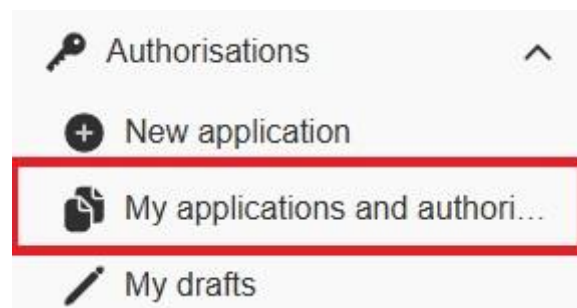 Authorisations
New application
My applications and authori...
My drafts